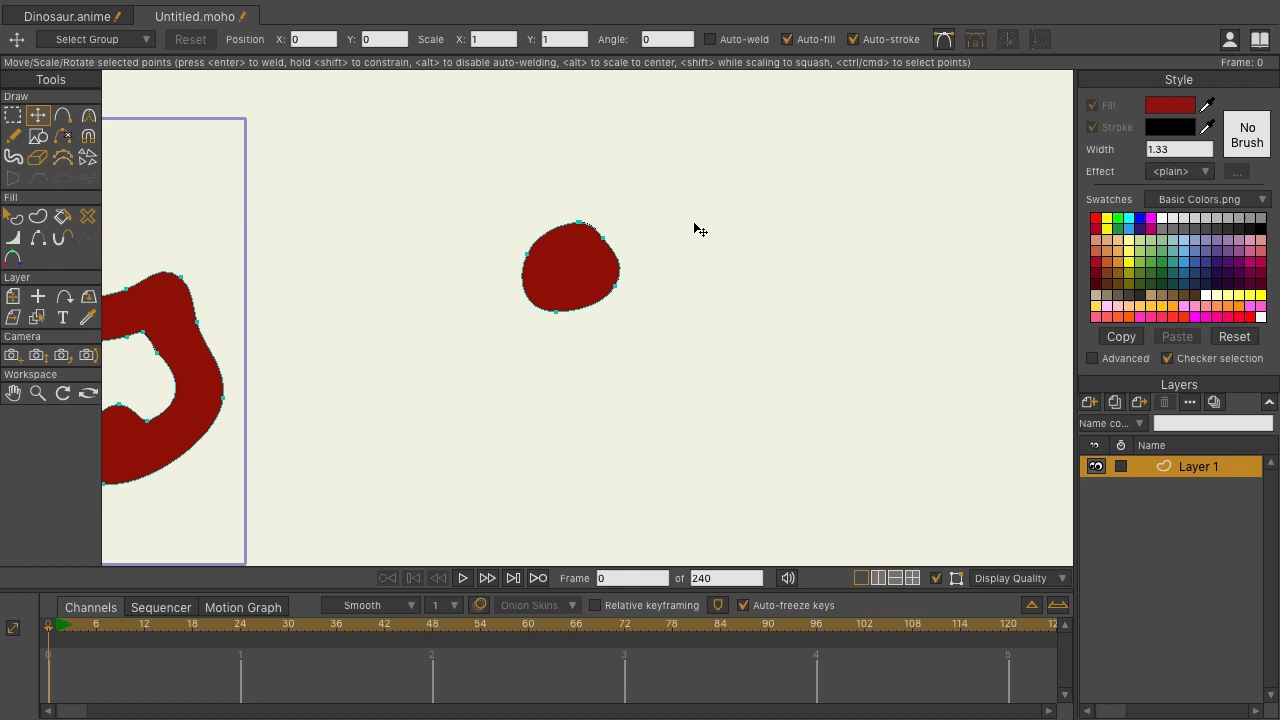 Dinosaur.anime Untitled.moho
Select Group Reset Position X: 0 Y: 0 Scale X: 1 Y: 1 Angle: 0 Auto-weld Auto-fill Auto-stroke
Move/Scale/Rotate selected points (press <enter> to weld, hold <shift> to constrain, <alt> to disable auto-welding, <alt> to scale to center, <shift> while scaling to squash, <ctrl/cmd> to select points) Frame: 0
Tools
Draw
Fill
Layer
Camera
Workspace
Style
Fill
Stroke
No
Brush
Width 1.33
Effect <plain> ...
Swatches Basic Colors.png
Copy Paste Reset
Advanced Checker selection
Layers
Name co...
Name
Layer 1
Frame 0 of 240 Display Quality
Channels Sequencer Motion Graph Smooth 1 Onion Skins Relative keyframing Auto-freeze keys
0 6 12 18 24 30 36 42 48 54 60 66 72 78 84 90 96 102 108 114 120 12
0 1 2 3 4 5